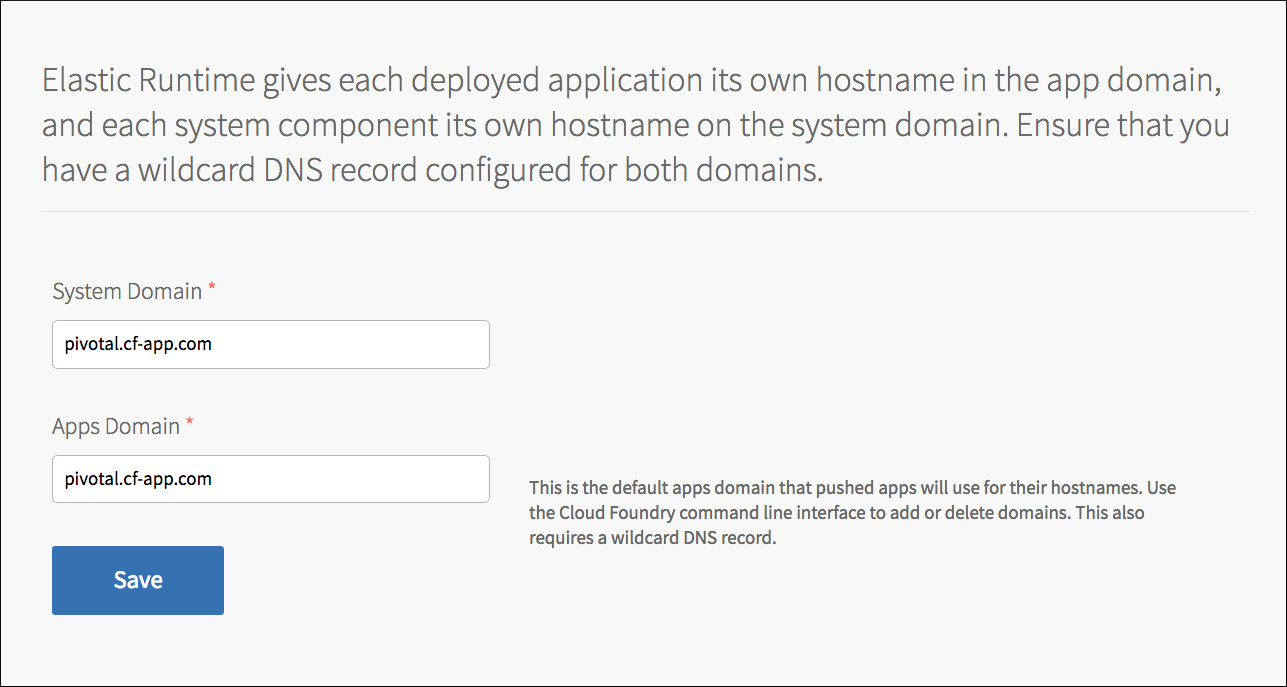 Elastic Runtime gives each deployed application its own hostname in the app domain,
and each system component its own hostname on the system domain. Ensure that you
have a wildcard DNS record configured for both domains.
System Domain *
pivotal.cf-app.com
Apps Domain *
pivotal.cf-app.com
This is the default apps domain that pushed apps will use for their hostnames. Use
the Cloud Foundry command line interface to add or delete domains. This also
requires a wildcard DNS record.
Save